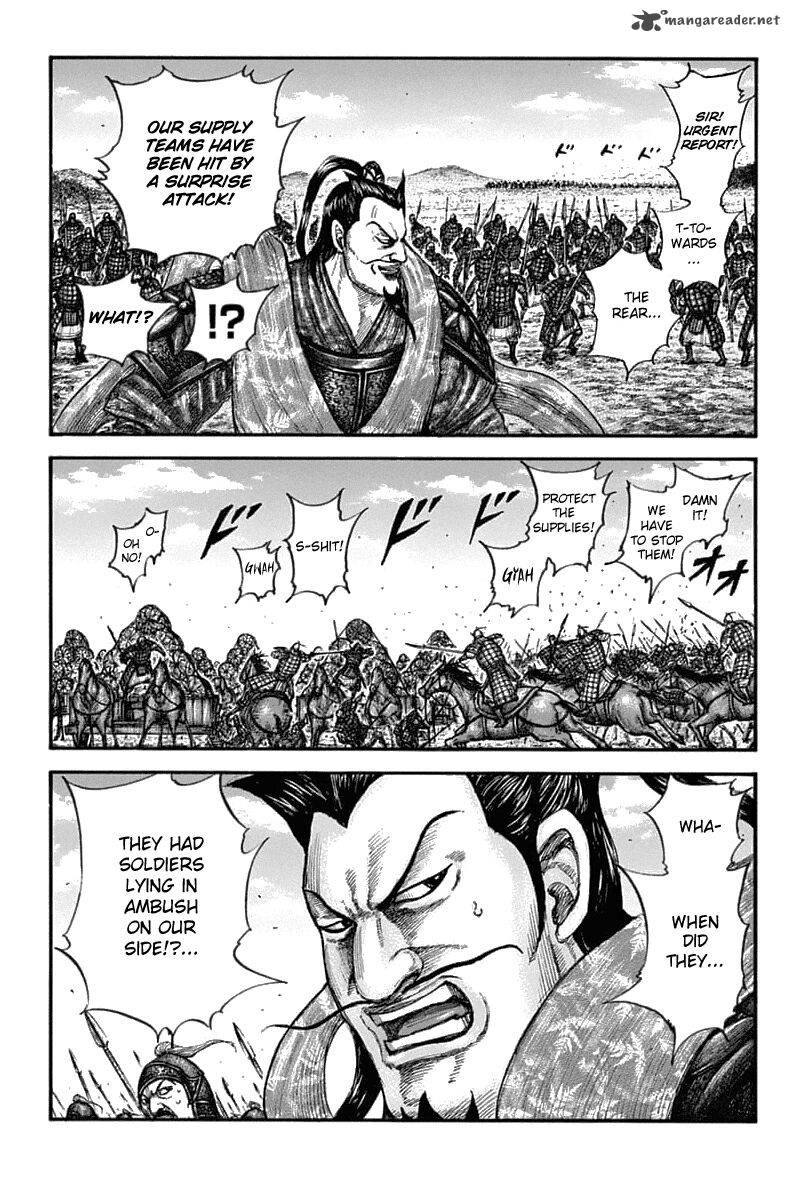 mangareader.net
SIR!
URGENT
REPORT!
T-TO-
WARDS
...
THE
REAR...
ドドド
OUR SUPPLY
TEAMS HAVE
BEEN HIT BY
A SURPRISE
ATTACK!
!?
WHAT!?
DAMN
IT!
WE
HAVE
TO STOP
THEM!
オオ
PROTECT
THE
SUPPLIES!
GYAH
ド
ド
S-SHIT!
GWAH
ド
O-
OH
NO!
WHA-
WHEN
DID
THEY...
THEY HAD
SOLDIERS
LYING IN
AMBUSH
ON OUR
SIDE!?...